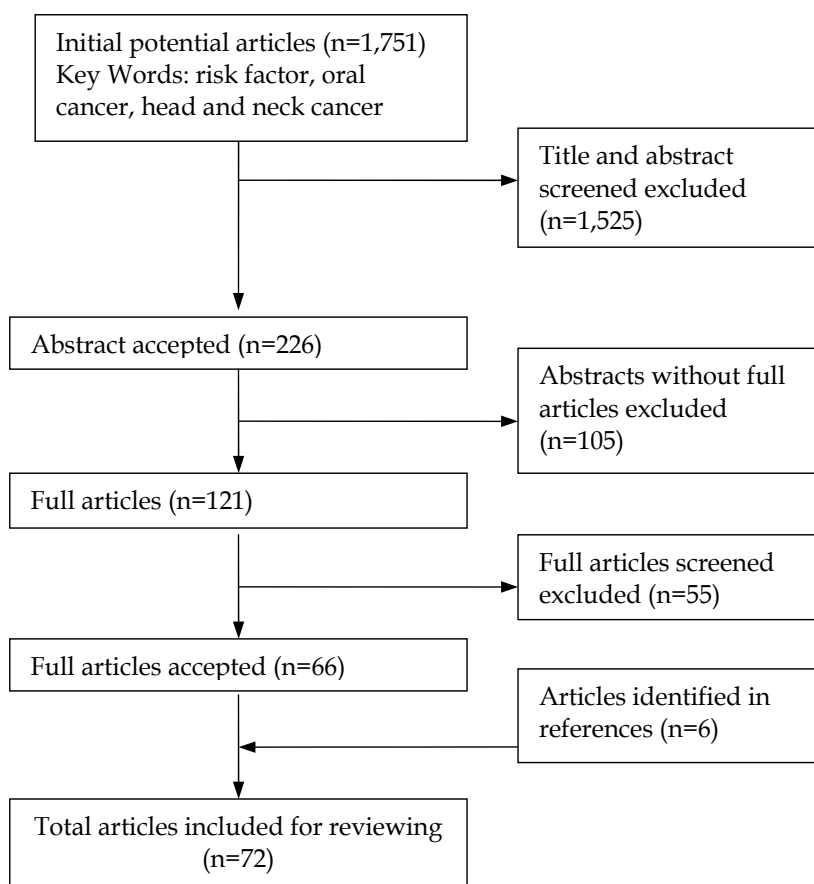 Initial potential articles (n=1,751)
Key Words: risk factor, oral
cancer, head and neck cancer
Title and abstract
screened excluded
(n=1,525)
Abstract accepted (n=226)
Abstracts without full
articles excluded
(n=105)
Full articles (n=121)
Full articles screened
excluded (n=55)
Full articles accepted (n=66)
Articles identified in
references (n=6)
Total articles included for reviewing
(n=72)